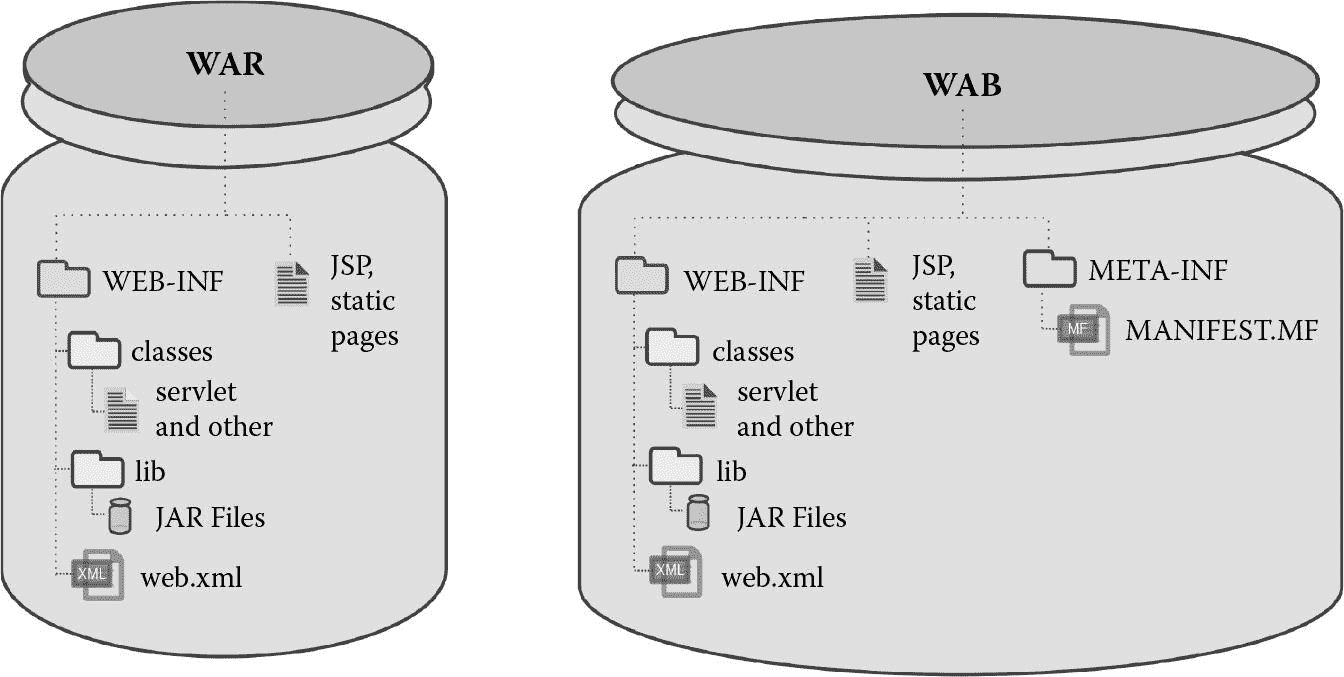 WAR
WEB-INF
JSP,
static
pages
classes
servlet
and other
lib
JAR Files
XML
web.xml
WAB
WEB-INF
JSP,
static
pages
META-INF
MF
MANIFEST.MF
classes
servlet
and other
lib
JAR Files
XML
web.xml